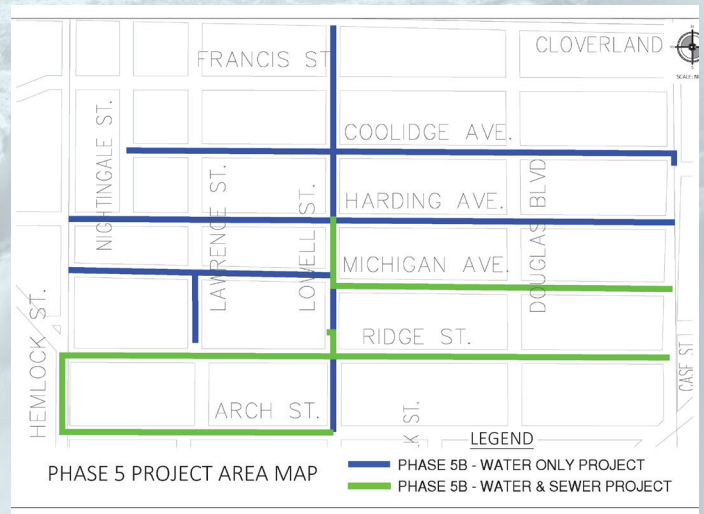 FRANCIS ST
CLOVERLAND
N
COOLIDGE AVE.
NIGHTINGALE ST.
LAWRENCE ST.
LOWELL ST.
HARDING AVE.
DOUGLAS BLVD
MICHIGAN AVE.
HEMLOCK ST.
RIDGE ST.
CASE ST
ARCH ST.
K ST.
LEGEND
PHASE 5B - WATER ONLY PROJECT
PHASE 5B - WATER & SEWER PROJECT
PHASE 5 PROJECT AREA MAP